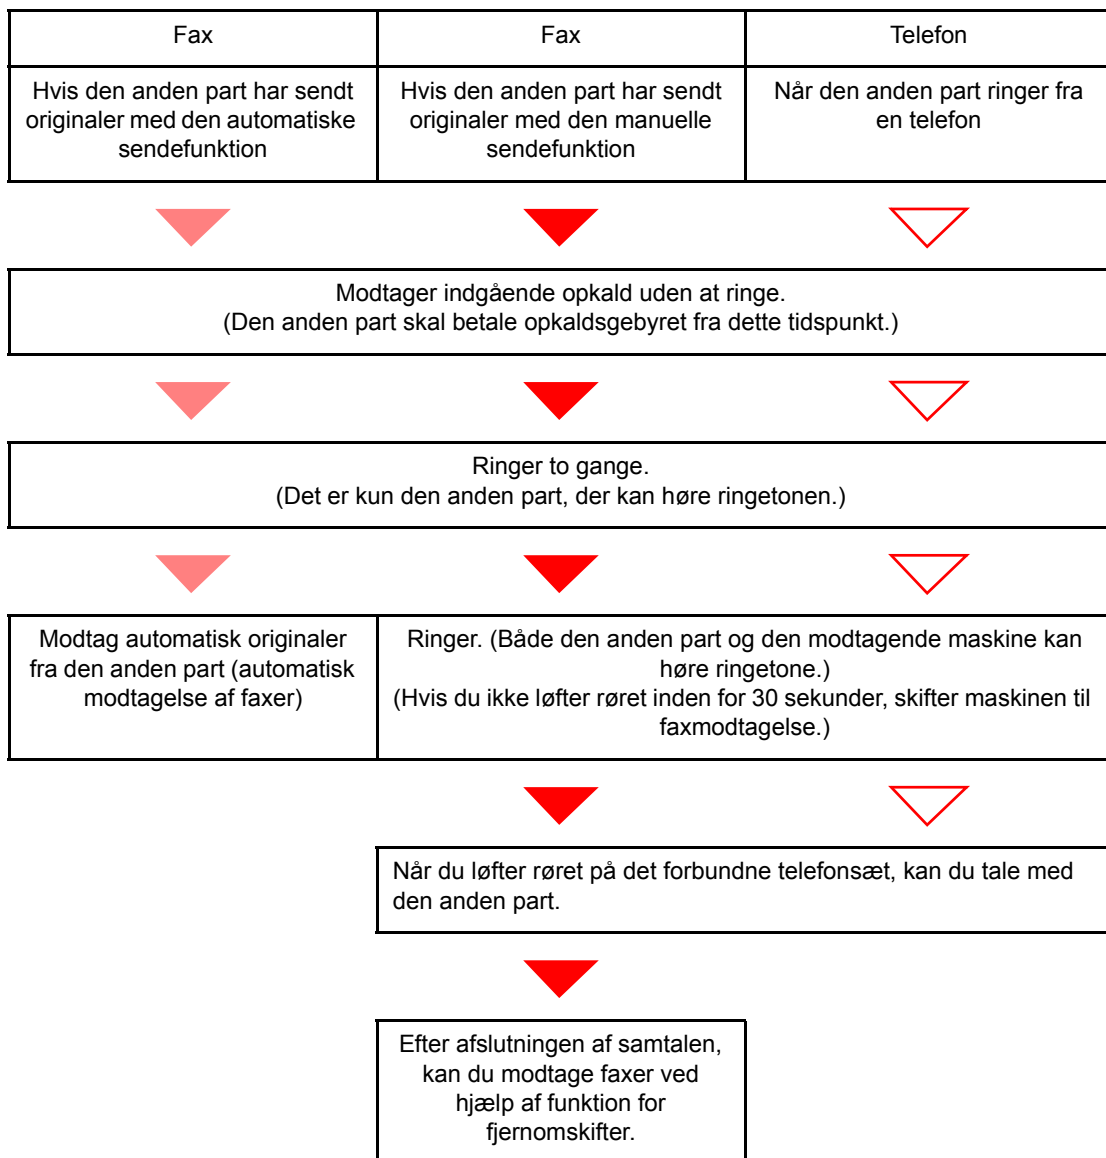 Fax
Fax
Telefon
Hvis den anden part har sendt
originaler med den automatiske
sendefunktion
Hvis den anden part har sendt
originaler med den manuelle
sendefunktion
Når den anden part ringer fra
en telefon
Modtager indgående opkald uden at ringe.
(Den anden part skal betale opkaldsgebyret fra dette tidspunkt.)
Ringer to gange.
(Det er kun den anden part, der kan høre ringetonen.)
Modtag automatisk originaler
fra den anden part (automatisk
modtagelse af faxer)
Ringer. (Både den anden part og den modtagende maskine kan
høre ringetone.)
(Hvis du ikke løfter røret inden for 30 sekunder, skifter maskinen til
faxmodtagelse.)
Når du løfter røret på det forbundne telefonsæt, kan du tale med
den anden part.
Efter afslutningen af samtalen,
kan du modtage faxer ved
hjælp af funktion for
fjernomskifter.